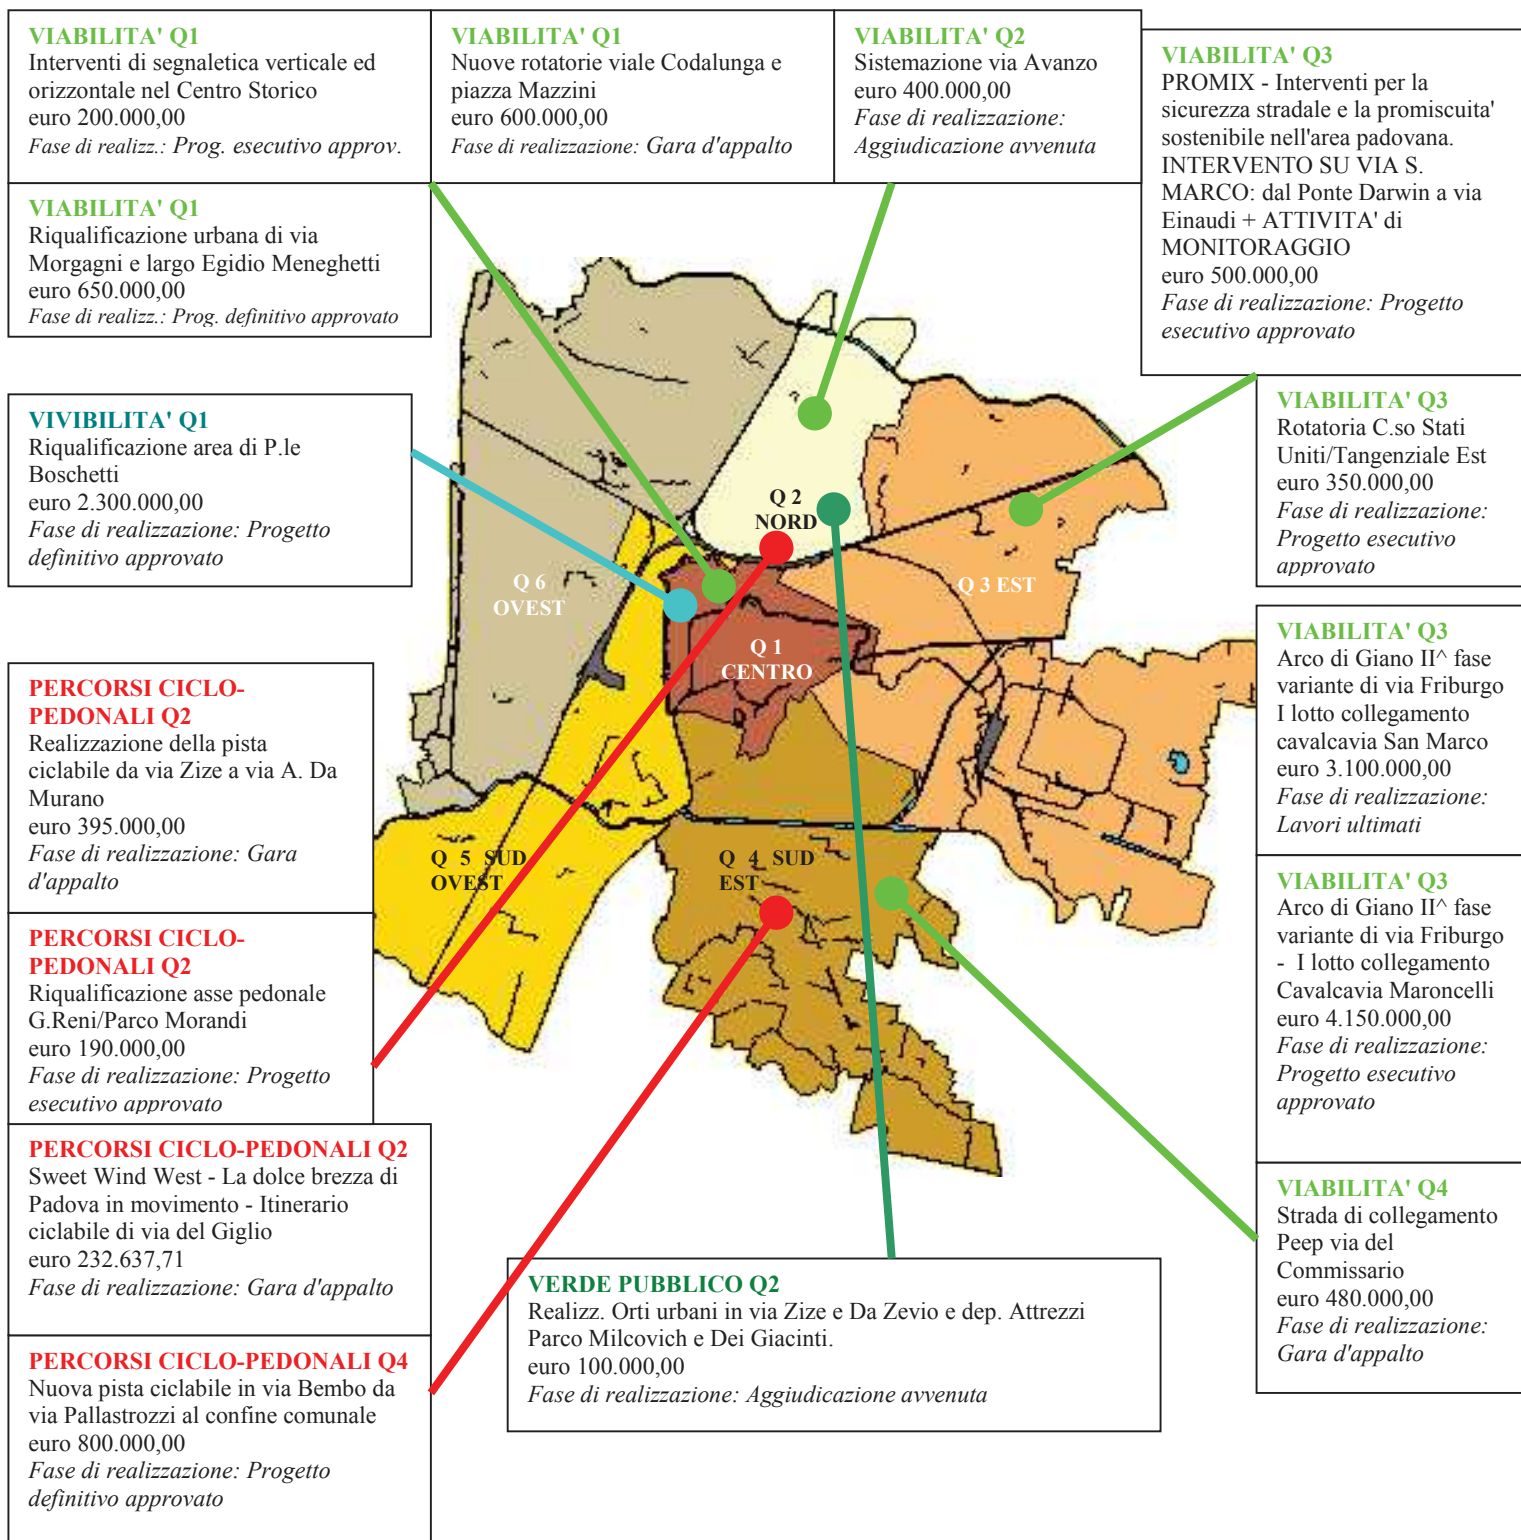 VIABILITA' Q1
Interventi di segnaletica verticale ed
orizzontale nel Centro Storico
euro 200.000,00
Fase di realizz.: Prog. esecutivo approv.
VIABILITA' Q1
Nuove rotatorie viale Codalunga e
piazza Mazzini
euro 600.000,00
Fase di realizzazione: Gara d'appalto
VIABILITA' Q2
Sistemazione via Avanzo
euro 400.000,00
Fase di realizzazione:
Aggiudicazione avvenuta
VIABILITA' Q3
PROMIX - Interventi per la
sicurezza stradale e la promiscuita'
sostenibile nell'area padovana.
INTERVENTO SU VIA S.
MARCO: dal Ponte Darwin a via
Einaudi + ATTIVITA' di
MONITORAGGIO
euro 500.000,00
Fase di realizzazione: Progetto
esecutivo approvato
VIABILITA' Q1
Riqualificazione urbana di via
Morgagni e largo Egidio Meneghetti
euro 650.000,00
Fase di realizz.: Prog. definitivo approvato
VIVIBILITA' Q1
Riqualificazione area di P.le
Boschetti
euro 2.300.000,00
Fase di realizzazione: Progetto
definitivo approvato
VIABILITA' Q3
Rotatoria C.so Stati
Uniti/Tangenziale Est
euro 350.000,00
Fase di realizzazione:
Progetto esecutivo
approvato
Q 2
NORD
Q 6
OVEST
Q 3 EST
Q 1
CENTRO
Q 5 SUD
OVEST
Q 4 SUD
EST
VIABILITA' Q3
Arco di Giano II^ fase
variante di via Friburgo
I lotto collegamento
cavalcavia San Marco
euro 3.100.000,00
Fase di realizzazione:
Lavori ultimati
PERCORSI CICLO-
PEDONALI Q2
Realizzazione della pista
ciclabile da via Zize a via A. Da
Murano
euro 395.000,00
Fase di realizzazione: Gara
d'appalto
VIABILITA' Q3
Arco di Giano II^ fase
variante di via Friburgo
- I lotto collegamento
Cavalcavia Maroncelli
euro 4.150.000,00
Fase di realizzazione:
Progetto esecutivo
approvato
PERCORSI CICLO-
PEDONALI Q2
Riqualificazione asse pedonale
G.Reni/Parco Morandi
euro 190.000,00
Fase di realizzazione: Progetto
esecutivo approvato
PERCORSI CICLO-PEDONALI Q2
Sweet Wind West - La dolce brezza di
Padova in movimento - Itinerario
ciclabile di via del Giglio
euro 232.637,71
Fase di realizzazione: Gara d'appalto
VIABILITA' Q4
Strada di collegamento
Peep via del
Commissario
euro 480.000,00
Fase di realizzazione:
Gara d'appalto
VERDE PUBBLICO Q2
Realizz. Orti urbani in via Zize e Da Zevio e dep. Attrezzi
Parco Milcovich e Dei Giacinti.
euro 100.000,00
Fase di realizzazione: Aggiudicazione avvenuta
PERCORSI CICLO-PEDONALI Q4
Nuova pista ciclabile in via Bembo da
via Pallastrozzi al confine comunale
euro 800.000,00
Fase di realizzazione: Progetto
definitivo approvato